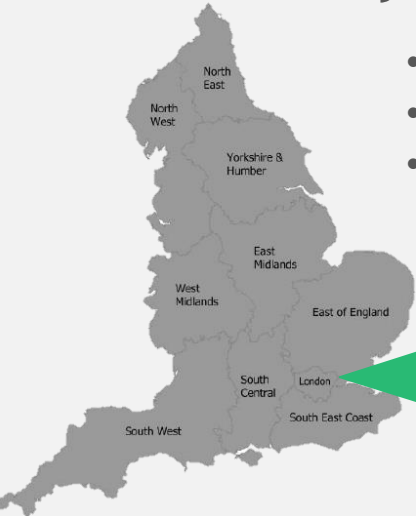 North
East
North
West
Yorkshire &
Humber
East
Midlands
West
Midlands
East of England
South
Central
London
South East Coast
South West